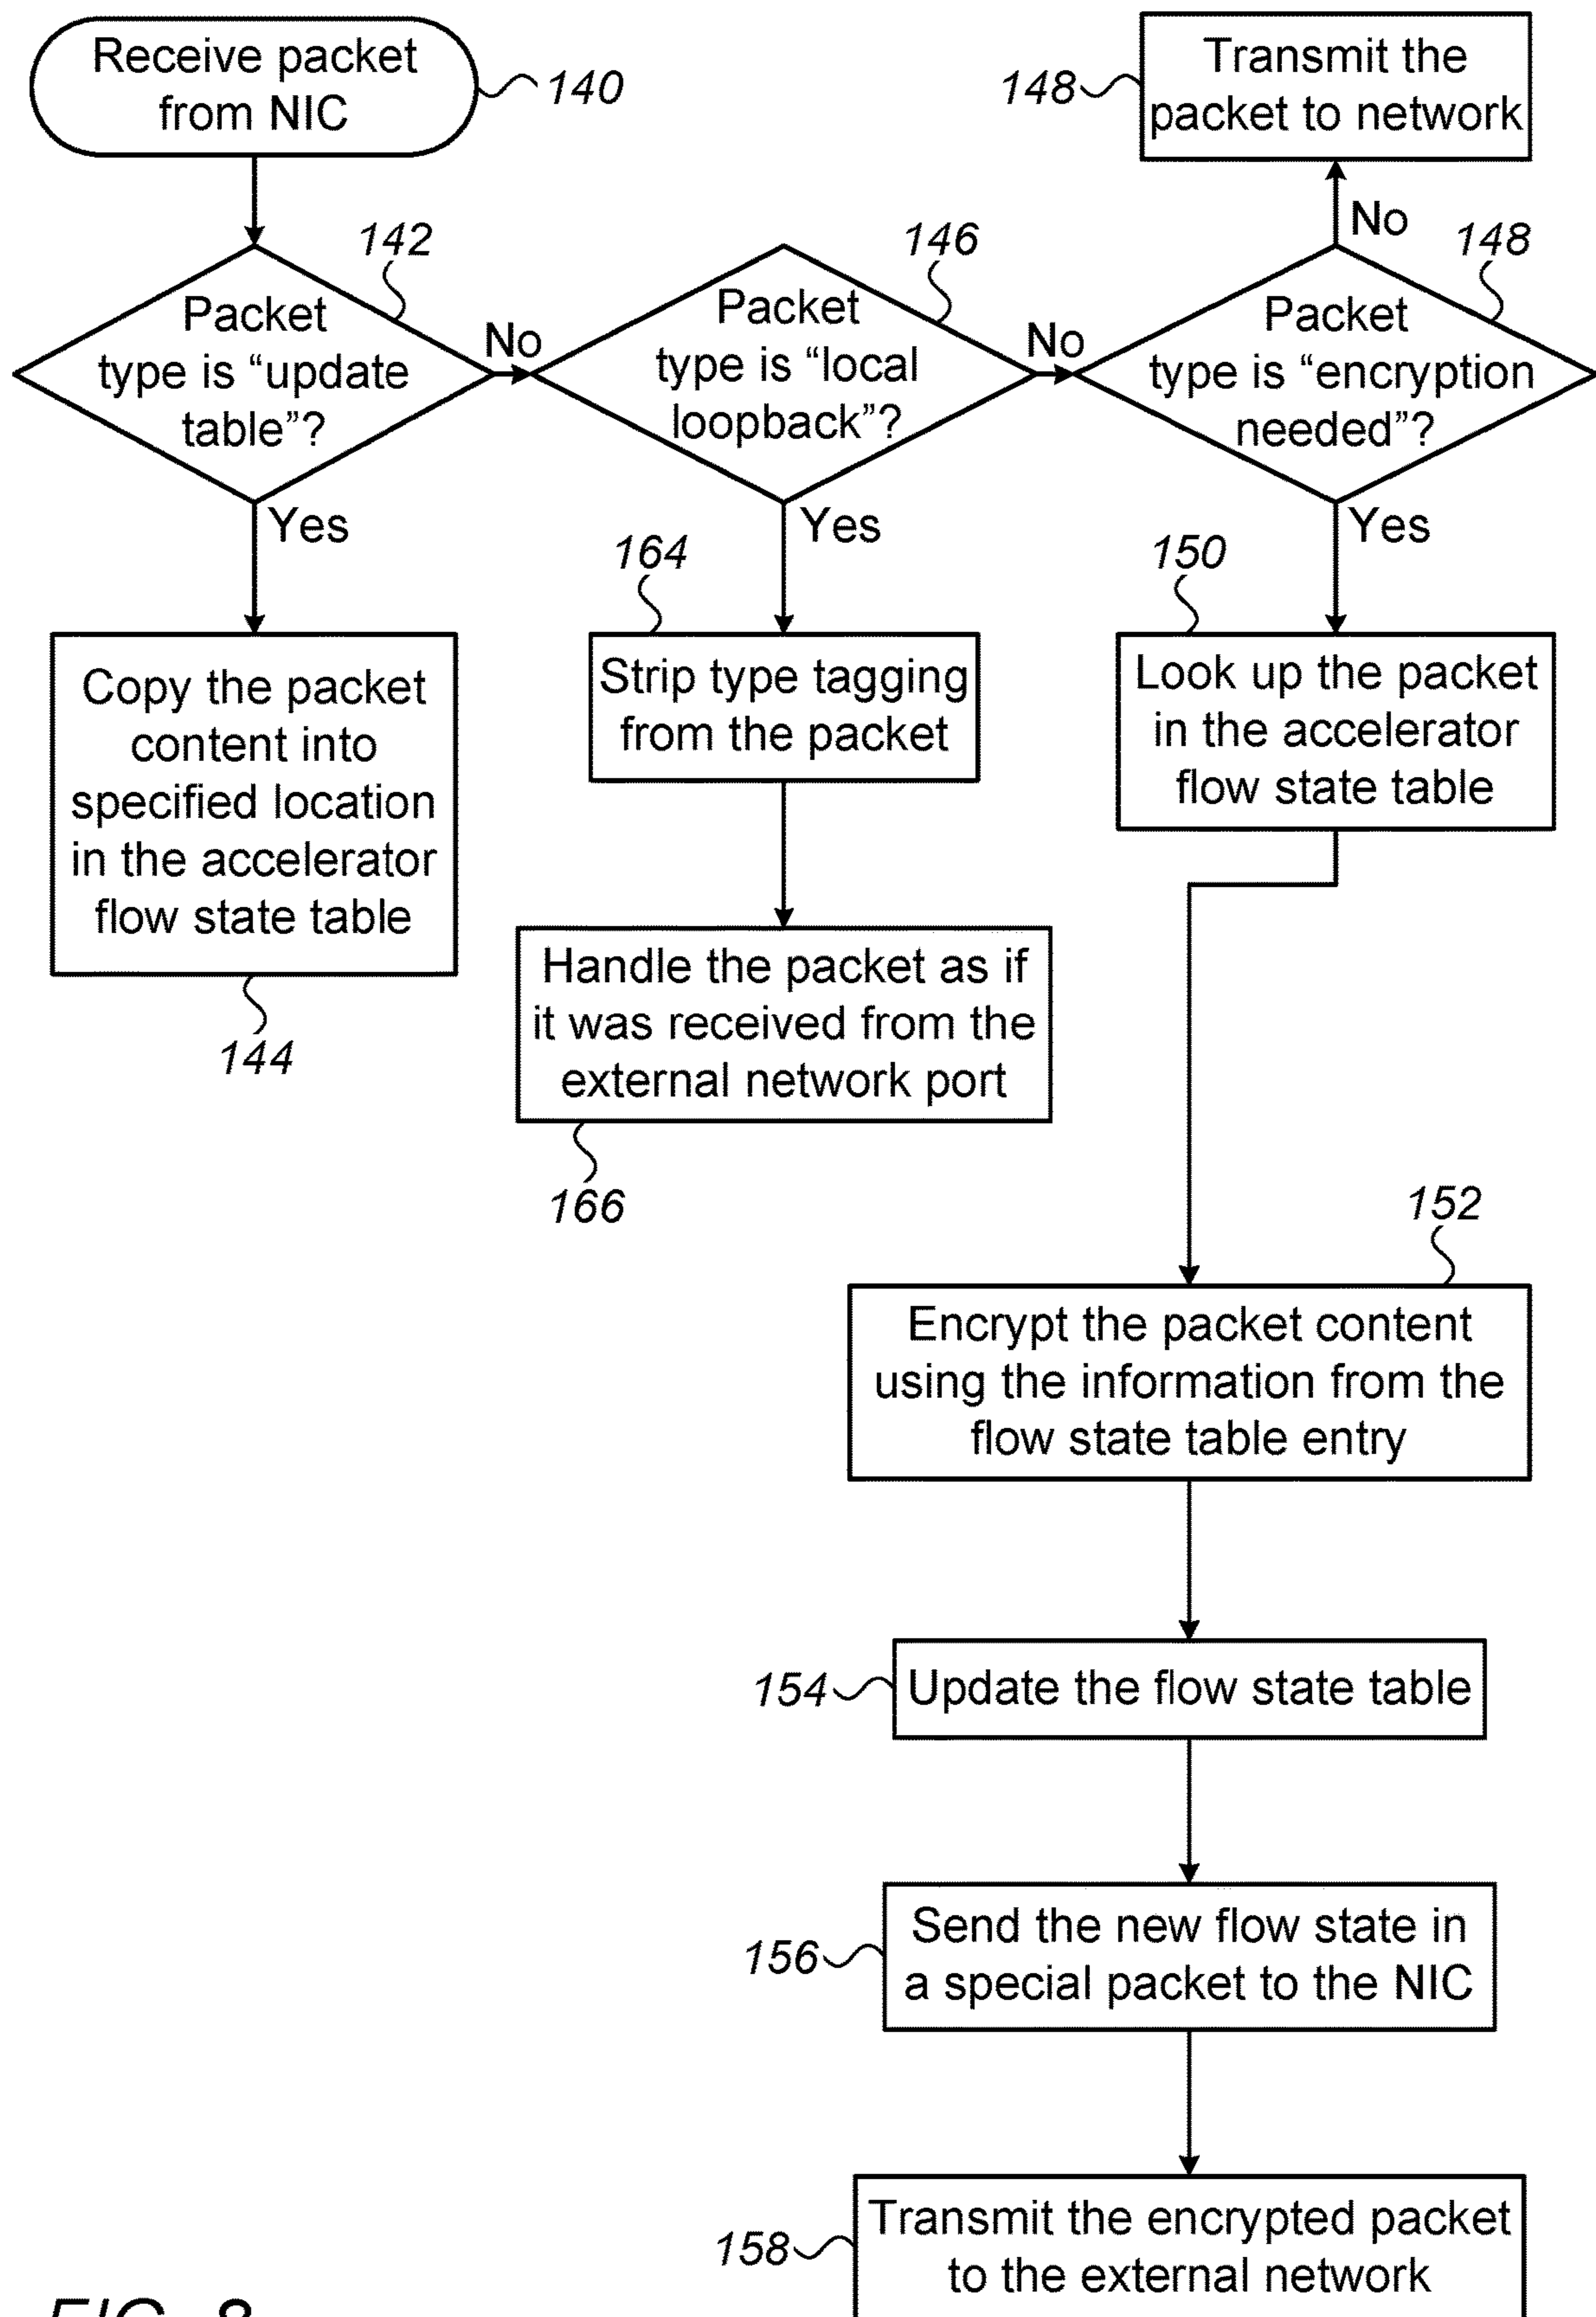 Receive packet
from NIC
140
148
Transmit the
packet to network
No
142
Packet
type is “update
table”?
No
146
Packet
type is “local
loopback”?
No
148
Packet
type is “encryption
needed”?
Yes
Yes
Yes
Copy the packet
content into
specified location
in the accelerator
flow state table
144
164
Strip type tagging
from the packet
Handle the packet as if
it was received from the
external network port
166
150
Look up the packet
in the accelerator
flow state table
152
Encrypt the packet content
using the information from the
flow state table entry
154
Update the flow state table
156
Send the new flow state in
a special packet to the NIC
158
Transmit the encrypted packet
to the external network
FIG. 8